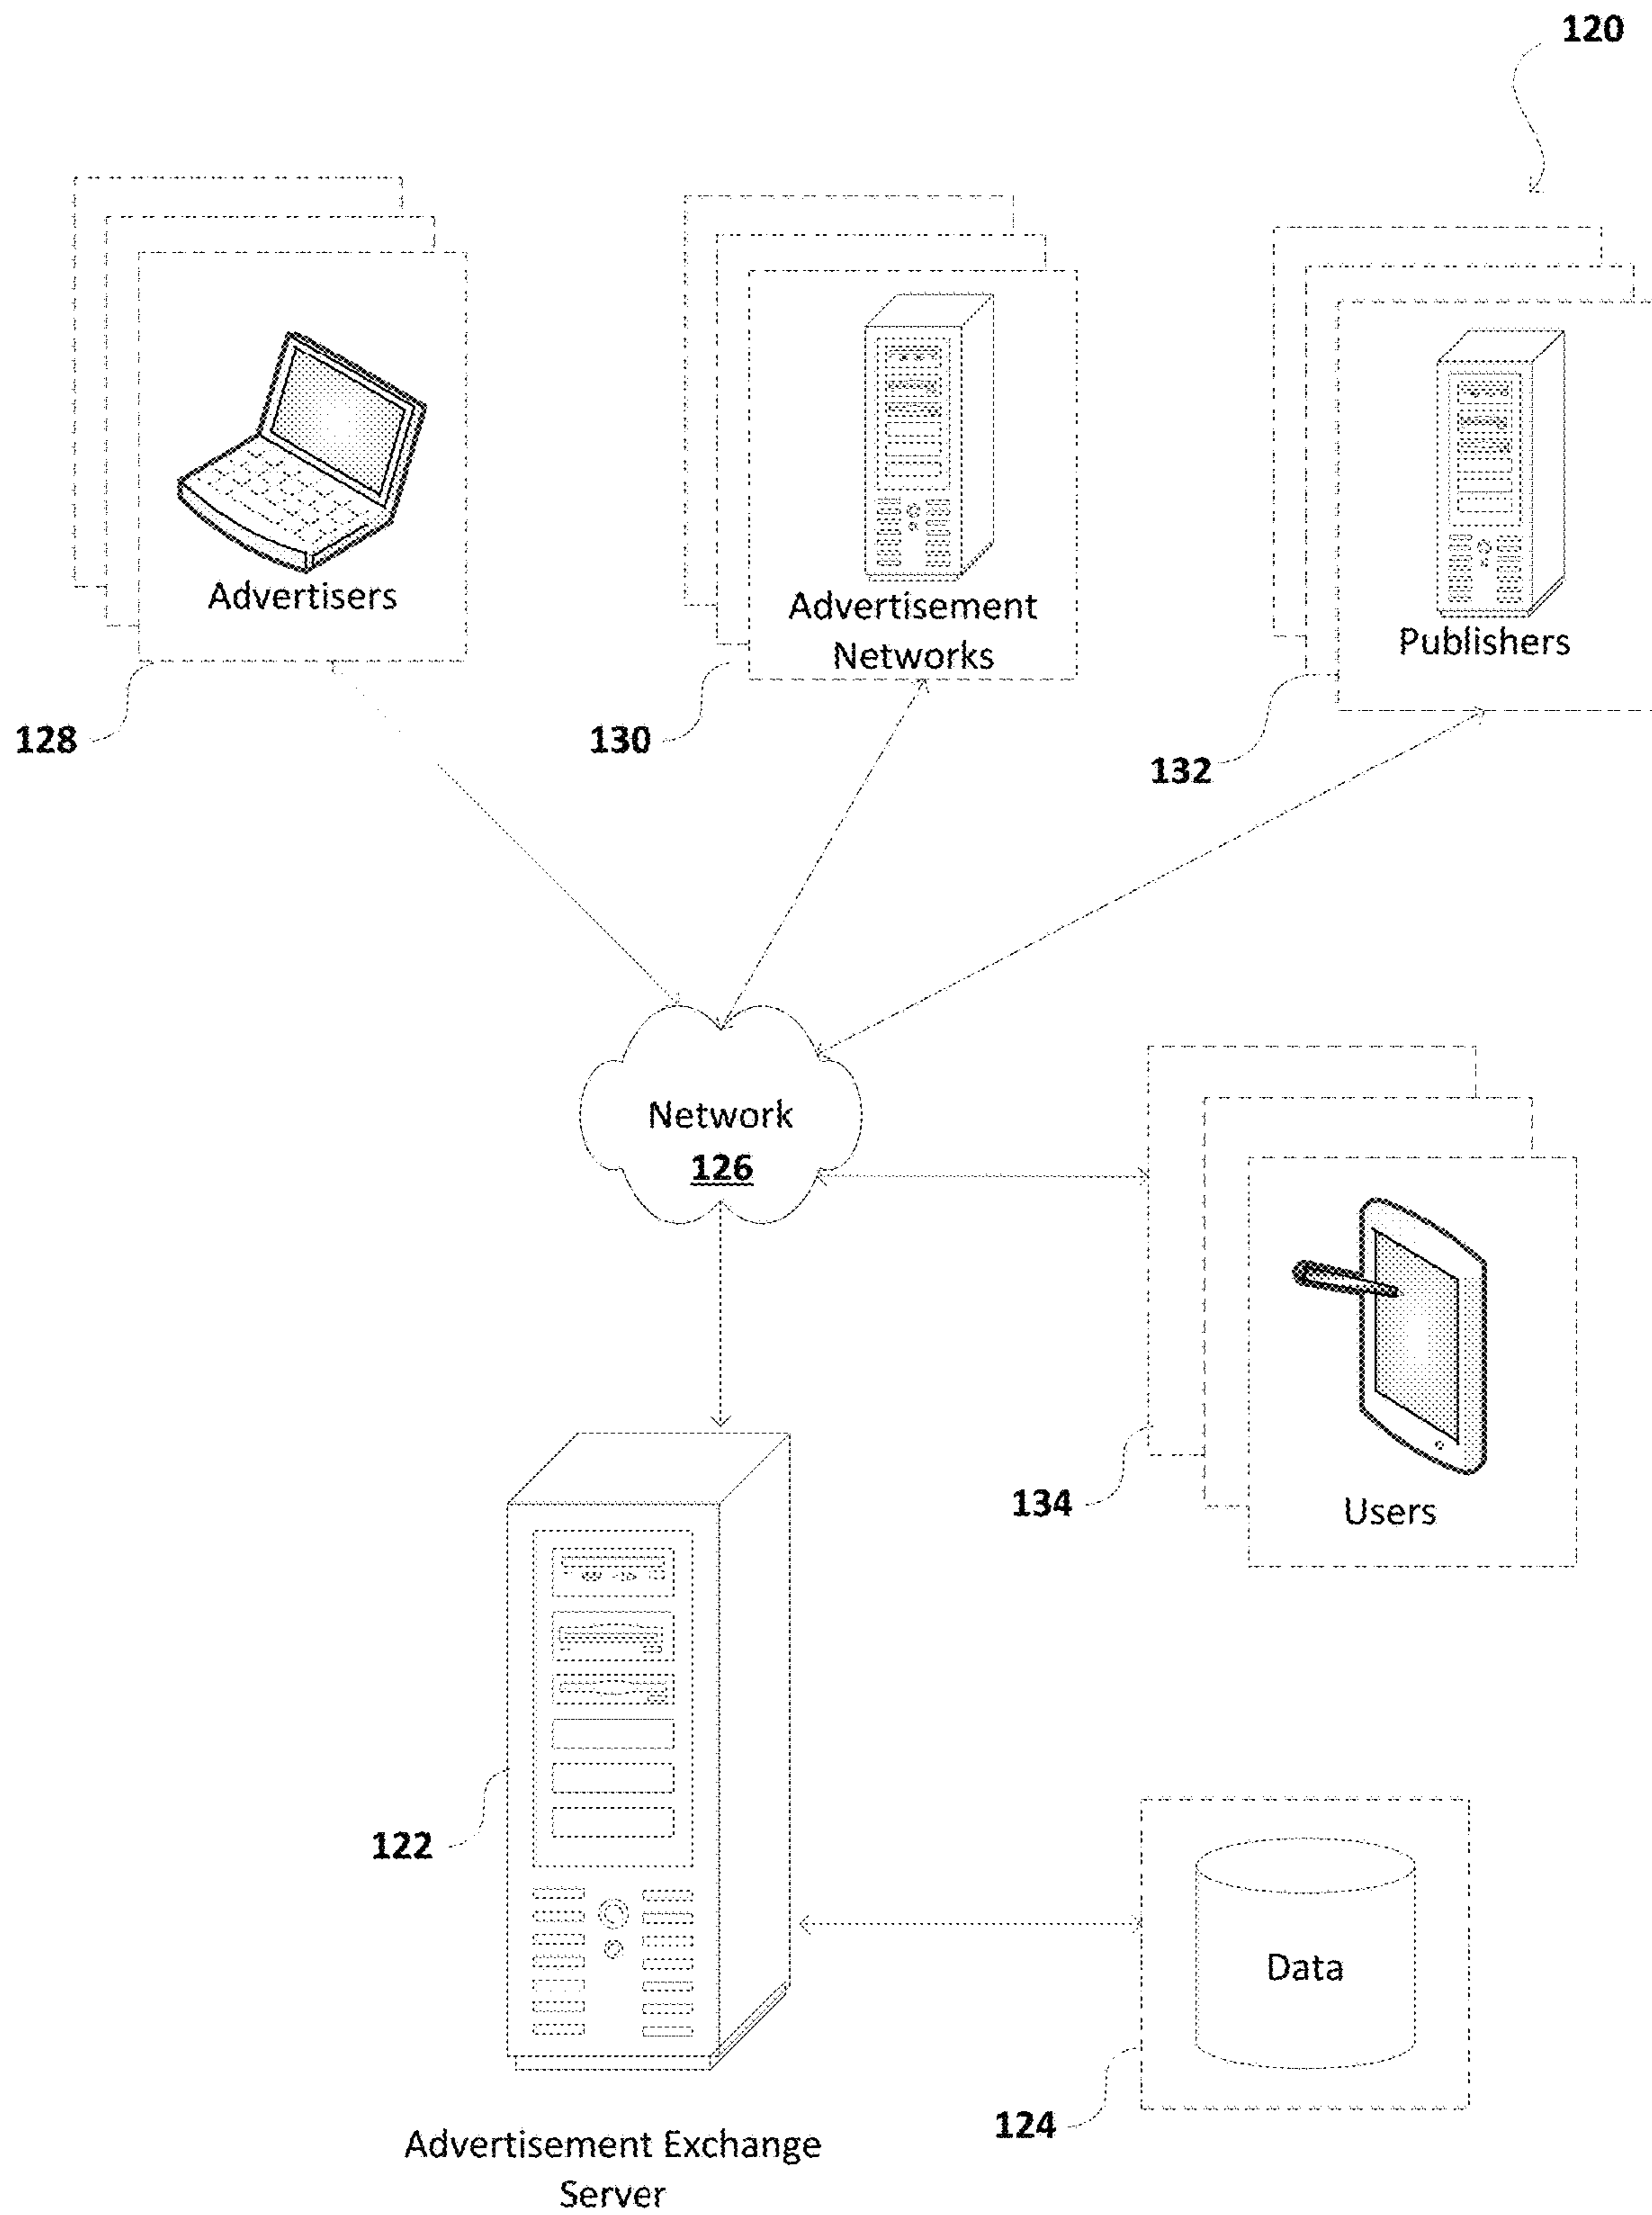 120
Advertisers
Advertisement
Networks
Publishers
128
130
132
Network
126
134
Users
122
Data
124
Advertisement Exchange
Server